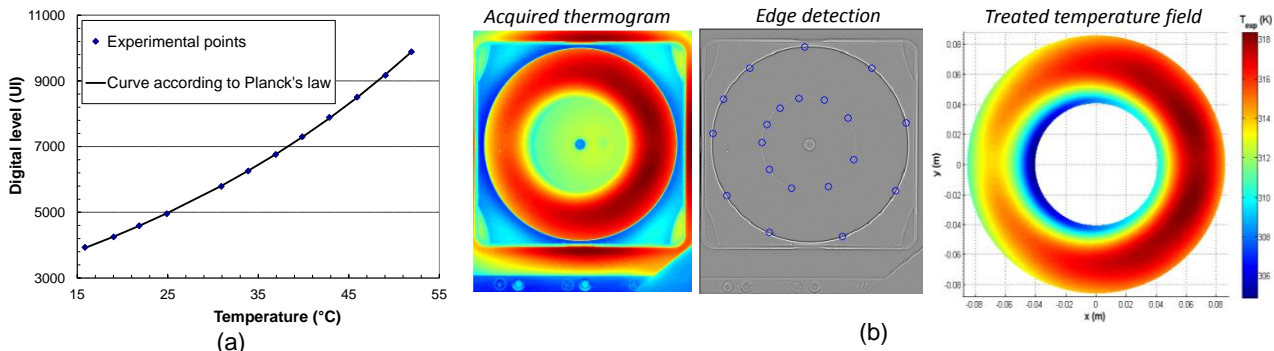 Experimental points
Curve according to Planck's law
Digital level (UI)
11000
9000
7000
5000
3000
15
25
35
45
55
Temperature (°C)
(a)
Acquired thermogram
Edge detection
Treated temperature field
T_exp (K)
318
316
314
312
310
308
306
y (m)
0.08
0.06
0.04
0.02
0
-0.02
-0.04
-0.06
-0.08
-0.08
-0.06
-0.04
-0.02
0
0.02
0.04
0.06
0.08
x (m)
(b)